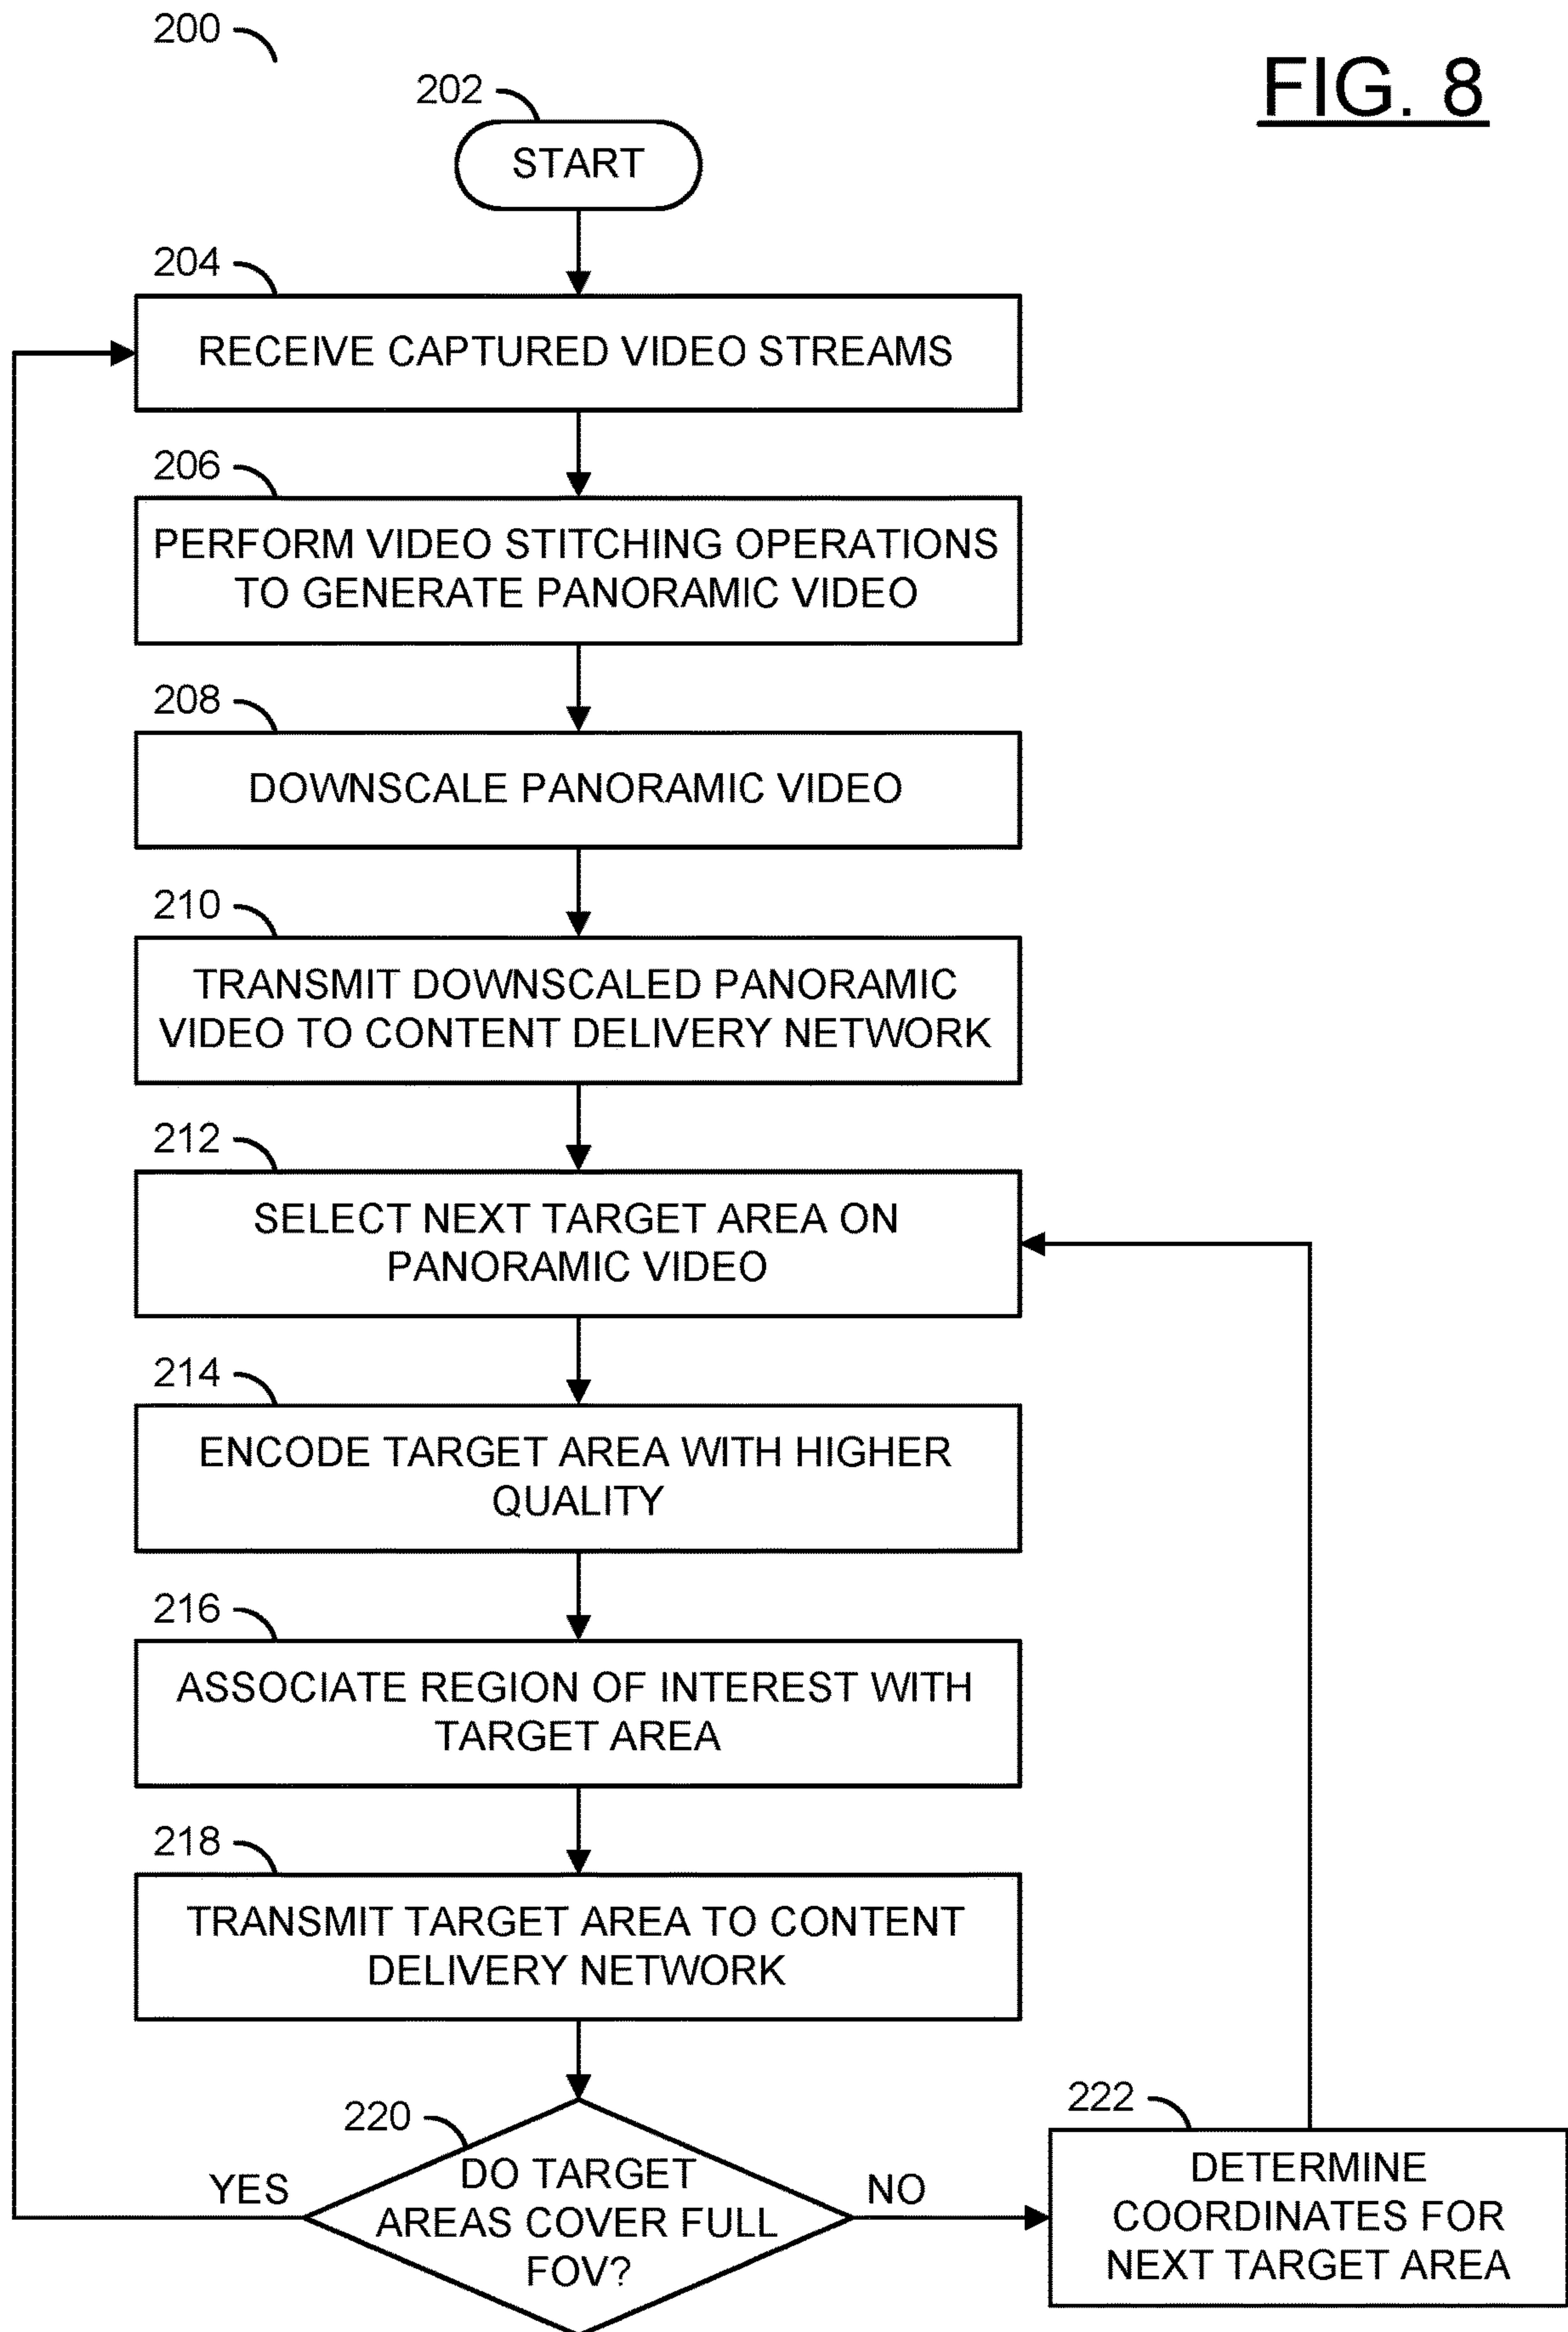 200
FIG. 8
202
START
204
RECEIVE CAPTURED VIDEO STREAMS
206
PERFORM VIDEO STITCHING OPERATIONS
TO GENERATE PANORAMIC VIDEO
208
DOWNSCALE PANORAMIC VIDEO
210
TRANSMIT DOWNSCALED PANORAMIC
VIDEO TO CONTENT DELIVERY NETWORK
212
SELECT NEXT TARGET AREA ON
PANORAMIC VIDEO
214
ENCODE TARGET AREA WITH HIGHER
QUALITY
216
ASSOCIATE REGION OF INTEREST WITH
TARGET AREA
218
TRANSMIT TARGET AREA TO CONTENT
DELIVERY NETWORK
220
DO TARGET
AREAS COVER FULL
FOV?
YES
NO
222
DETERMINE
COORDINATES FOR
NEXT TARGET AREA